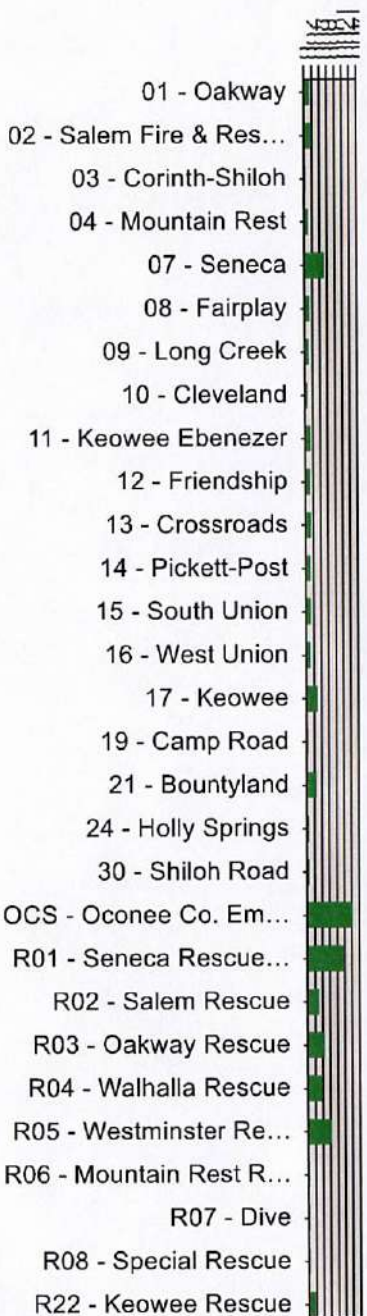 01 - Oakway
02 - Salem Fire & Res...
03 - Corinth-Shiloh
04 - Mountain Rest
07 - Seneca
08 - Fairplay
09 - Long Creek
10 - Cleveland
11 - Keowee Ebenezer
12 - Friendship
13 - Crossroads
14 - Pickett-Post
15 - South Union
16 - West Union
17 - Keowee
19 - Camp Road
21 - Bountyland
24 - Holly Springs
30 - Shiloh Road
OCS - Oconee Co. Em...
R01 - Seneca Rescue...
R02 - Salem Rescue
R03 - Oakway Rescue
R04 - Walhalla Rescue
R05 - Westminster Re...
R06 - Mountain Rest R...
R07 - Dive
R08 - Special Rescue
R22 - Keowee Rescue